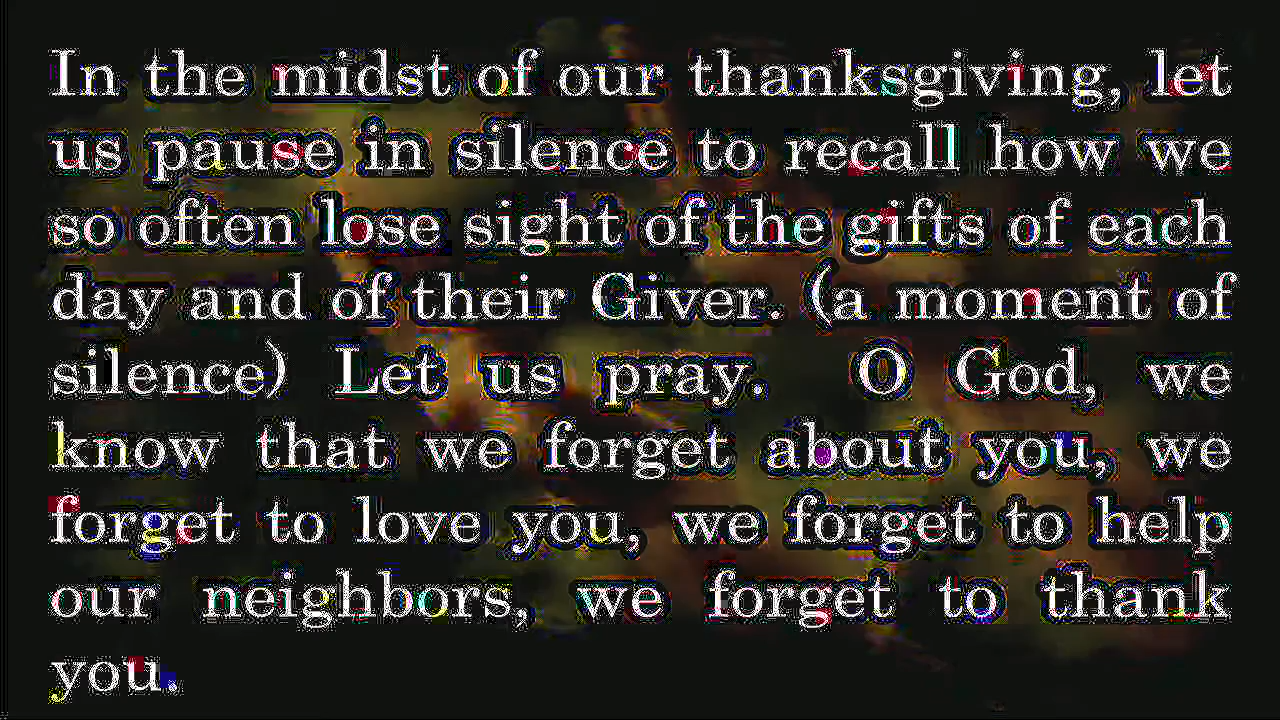 In the midst of our thanksgiving, let
us pause in silence to recall how we
so often lose sight of the gifts of each
day and of their Giver. (a moment of
silence) Let us pray. O God, we
know that we forget about you, we
forget to love you, we forget to help
our neighbors, we forget to thank
you.